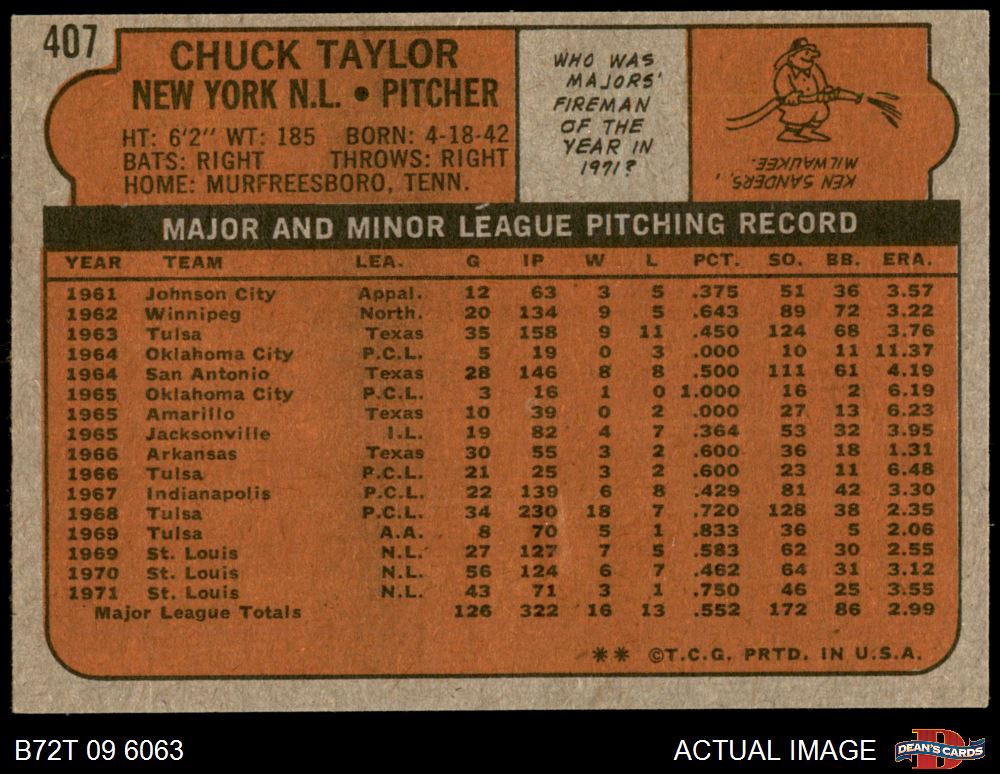 407
CHUCK TAYLOR
NEW YORK N.L. • PITCHER
HT: 6'2" WT: 185 BORN: 4-18-42
BATS: RIGHT THROWS: RIGHT
HOME: MURFREESBORO, TENN.
WHO WAS
MAJORS'
FIREMAN
OF THE
YEAR IN
1971?
KEN SANDERS,
MILWAUKEE.
MAJOR AND MINOR LEAGUE PITCHING RECORD
YEAR TEAM LEA. G IP W L PCT. SO. BB. ERA.
1961 Johnson City Appal. 12 63 3 5 .375 51 36 3.57
1962 Winnipeg North. 20 134 9 5 .643 89 72 3.22
1963 Tulsa Texas 35 158 9 11 .450 124 68 3.76
1964 Oklahoma City P.C.L. 5 19 0 3 .000 10 11 11.37
1964 San Antonio Texas 28 146 8 8 .500 111 61 4.19
1965 Oklahoma City P.C.L. 3 16 1 0 1.000 16 2 6.19
1965 Amarillo Texas 10 39 0 2 .000 27 13 6.23
1965 Jacksonville I.L. 19 82 4 7 .364 53 32 3.95
1966 Arkansas Texas 30 55 3 2 .600 36 18 1.31
1966 Tulsa P.C.L. 21 25 3 2 .600 23 11 6.48
1967 Indianapolis P.C.L. 22 139 6 8 .429 81 42 3.30
1968 Tulsa P.C.L. 34 230 18 7 .720 128 38 2.35
1969 Tulsa A.A. 8 70 5 1 .833 36 5 2.06
1969 St. Louis N.L. 27 127 7 5 .583 62 30 2.55
1970 St. Louis N.L. 56 124 6 7 .462 64 31 3.12
1971 St. Louis N.L. 43 71 3 1 .750 46 25 3.55
Major League Totals 126 322 16 13 .552 172 86 2.99
** ©T.C.G. PRTD. IN U.S.A.
B72T 09 6063
ACTUAL IMAGE
DEAN'S CARDS